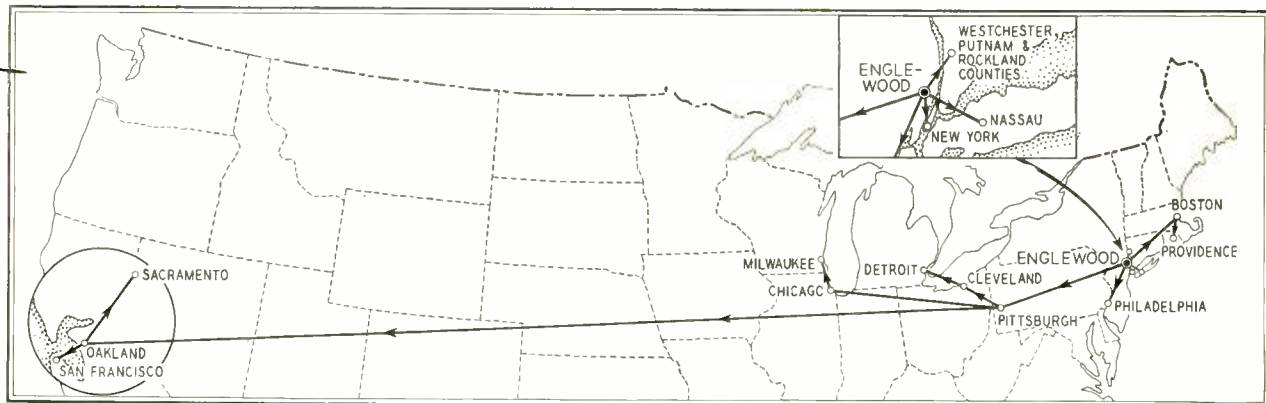 WESTCHESTER,
PUTNAM &
ROCKLAND
COUNTIES
ENGLE-
WOOD
NASSAU
NEW YORK
BOSTON
PROVIDENCE
ENGLEWOOD
MILWAUKEE
DETROIT
CLEVELAND
CHICAGC
PITTSBURGH
PHILADELPHIA
SACRAMENTO
OAKLAND
SAN FRANCISCO